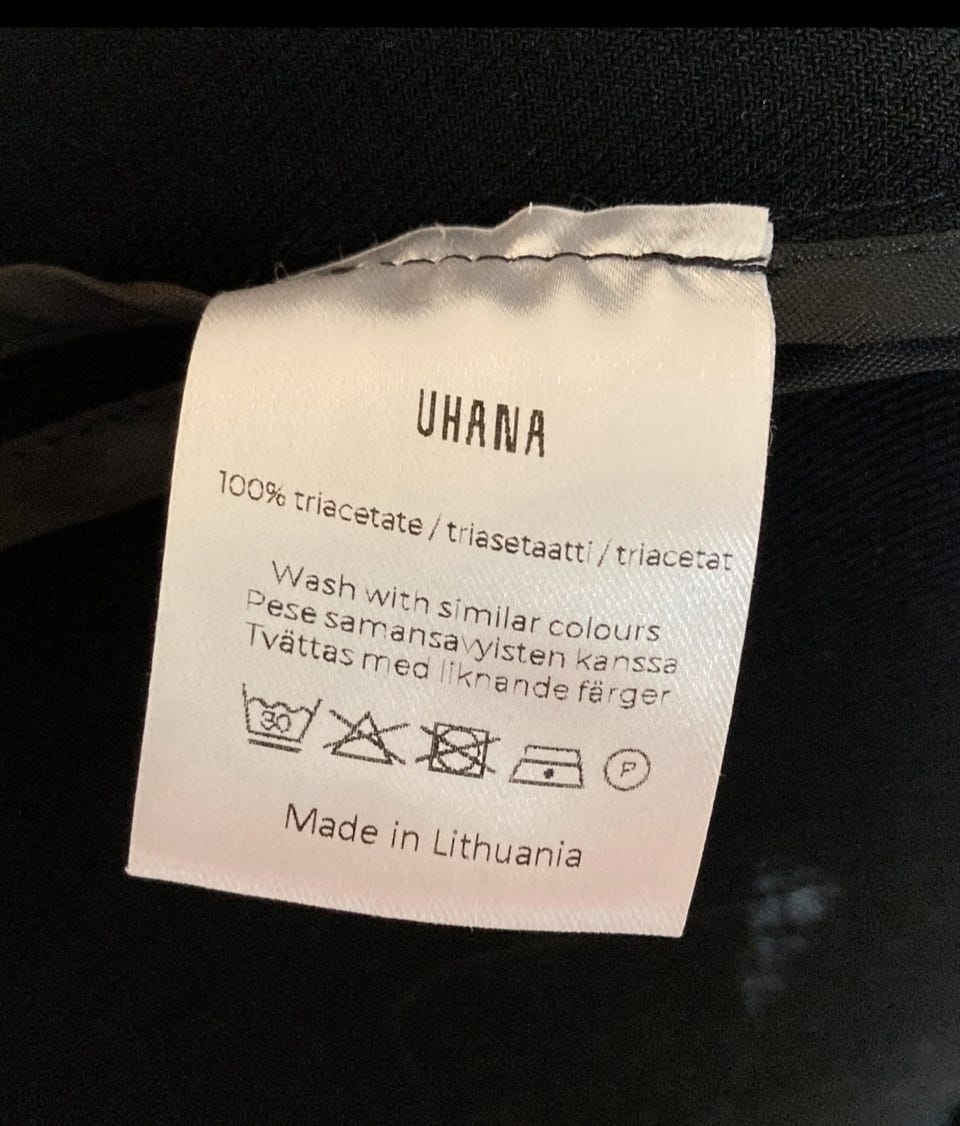 UHANA
100% triacetate / triasetaatti / triacetat
Wash with similar colours
Pese samansavyisten kanssa
Tvättas med liknande färger
30 P
Made in Lithuania